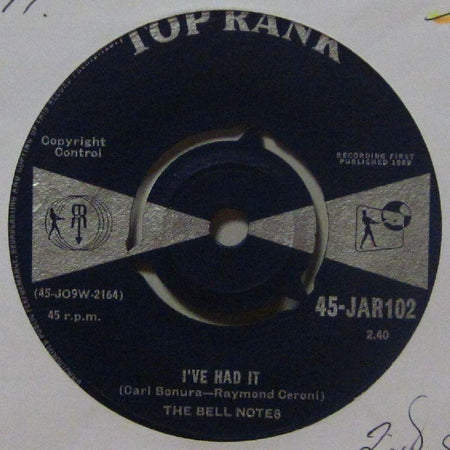 TOP RANK
Copyright
Control
RECORDING FIRST
PUBLISHED 1959
(45-JO9W-2164)
45 r.p.m.
45-JAR102
2.40
I'VE HAD IT
(Carl Bonura—Raymond Ceroni)
THE BELL NOTES